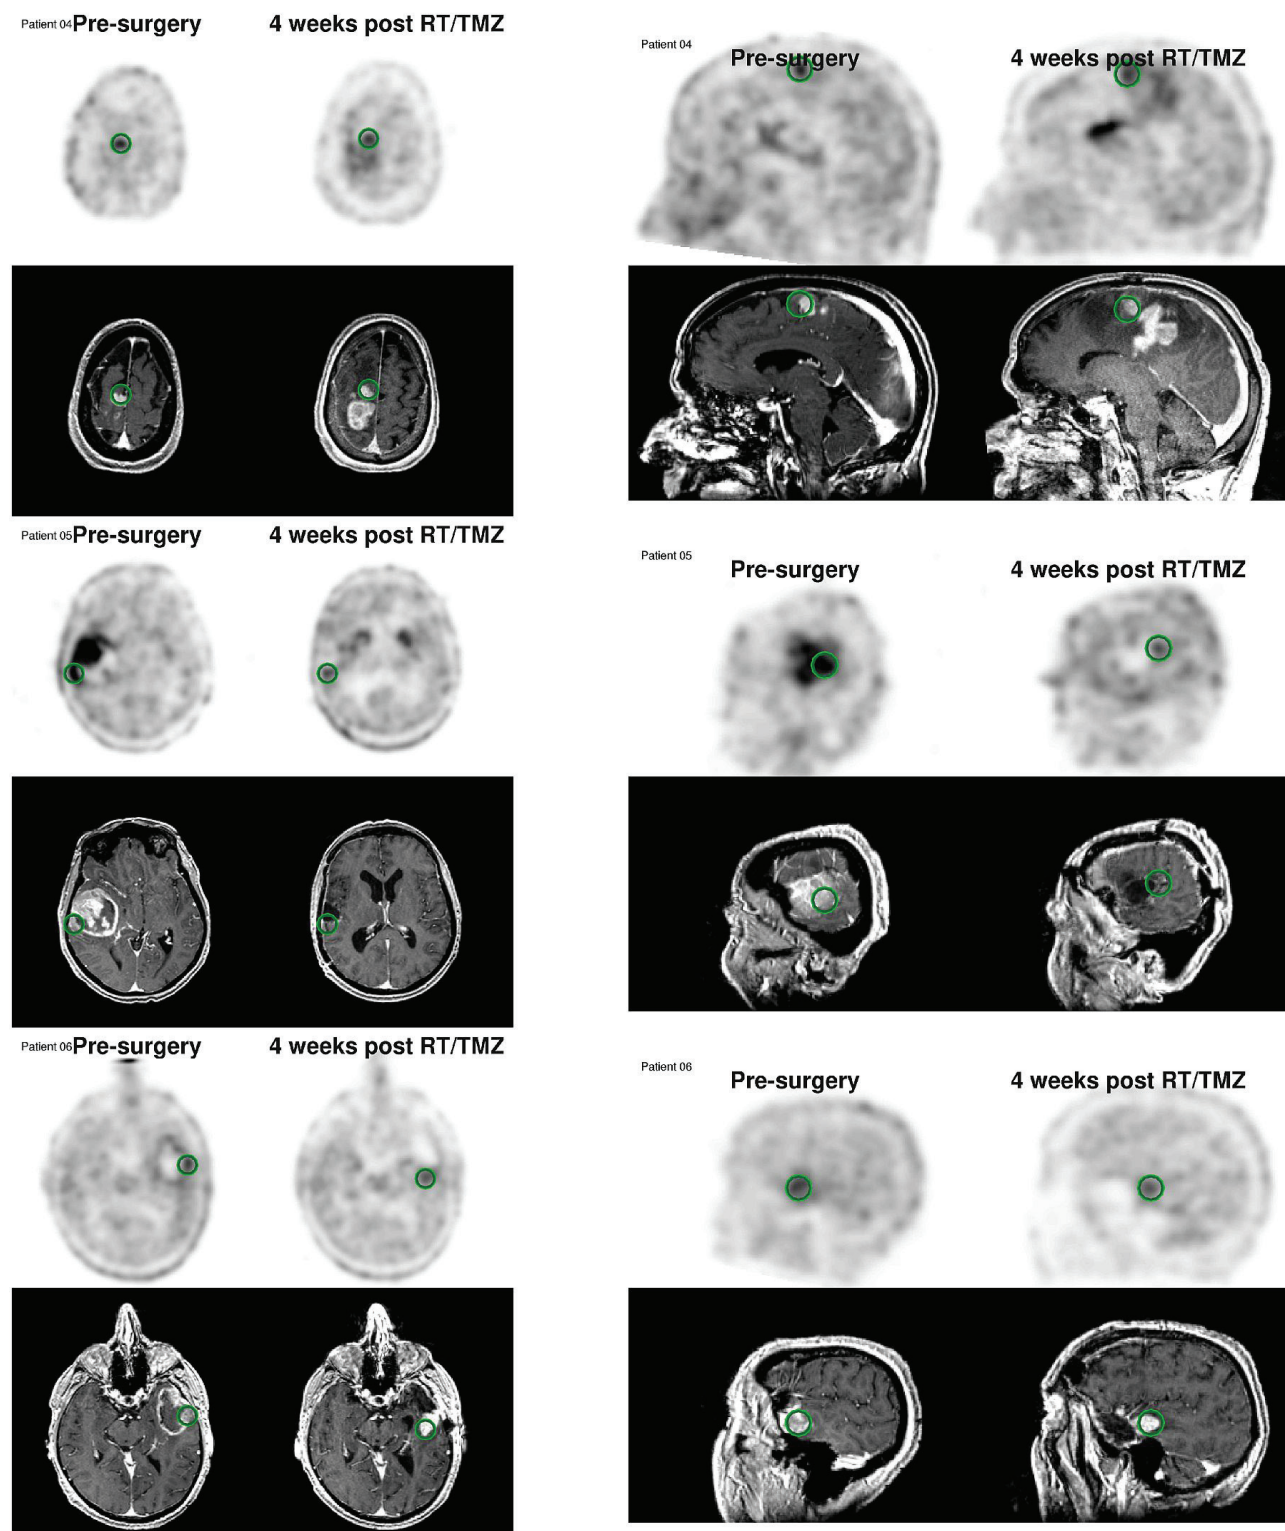 Patient 04 Pre-surgery 4 weeks post RT/TMZ
Patient 04
Pre-surgery 4 weeks post RT/TMZ
Patient 05 Pre-surgery 4 weeks post RT/TMZ
Patient 05
Pre-surgery 4 weeks post RT/TMZ
Patient 06 Pre-surgery 4 weeks post RT/TMZ
Patient 06
Pre-surgery 4 weeks post RT/TMZ